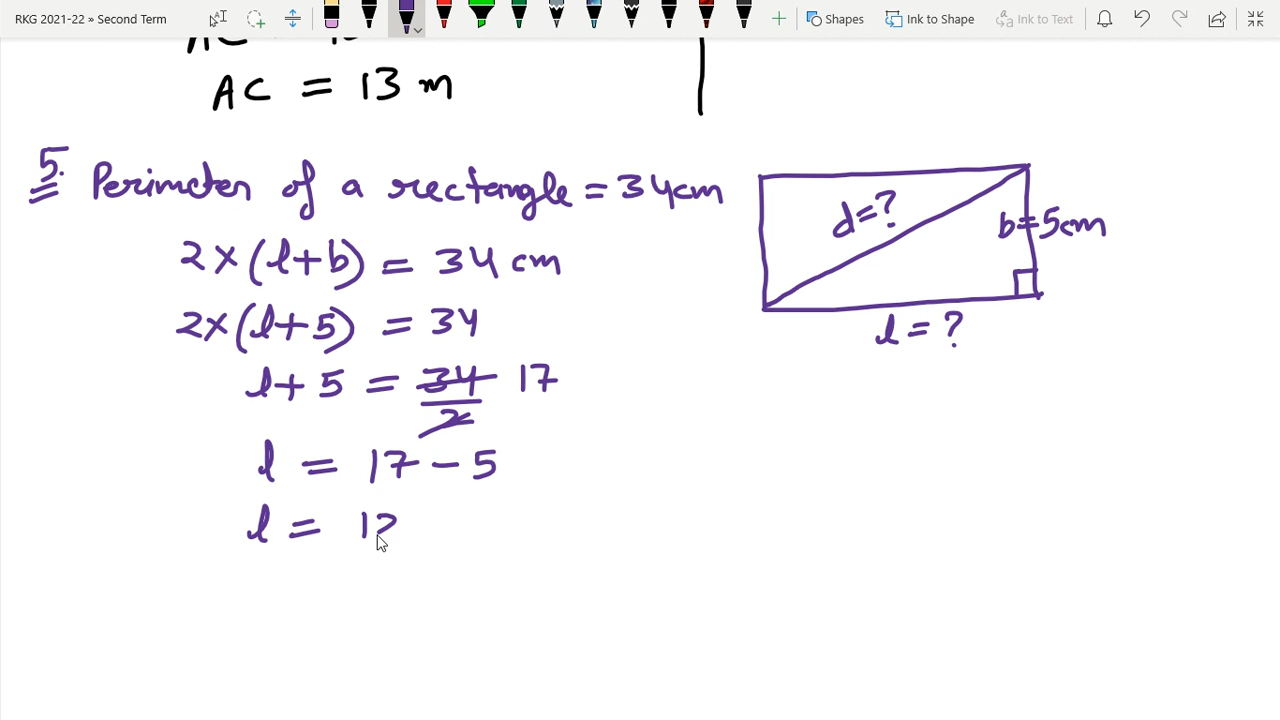 RKG 2021-22 » Second Term
Shapes
Ink to Shape
Ink to Text
AC = 13 m
5. Perimeter of a rectangle = 34cm
2×(l+b) = 34 cm
2×(l+5) = 34
l+5 = 34/2 17
l = 17-5
l = 12
d=?
b=5cm
l = ?